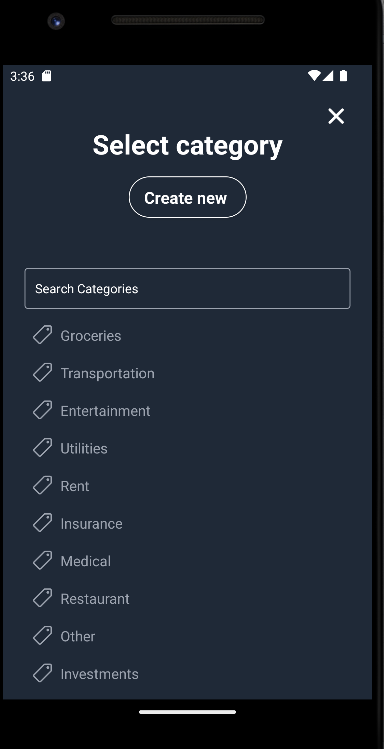 3:36
Select category
Create new
Search Categories
Groceries
Transportation
Entertainment
Utilities
Rent
Insurance
Medical
Restaurant
Other
Investments